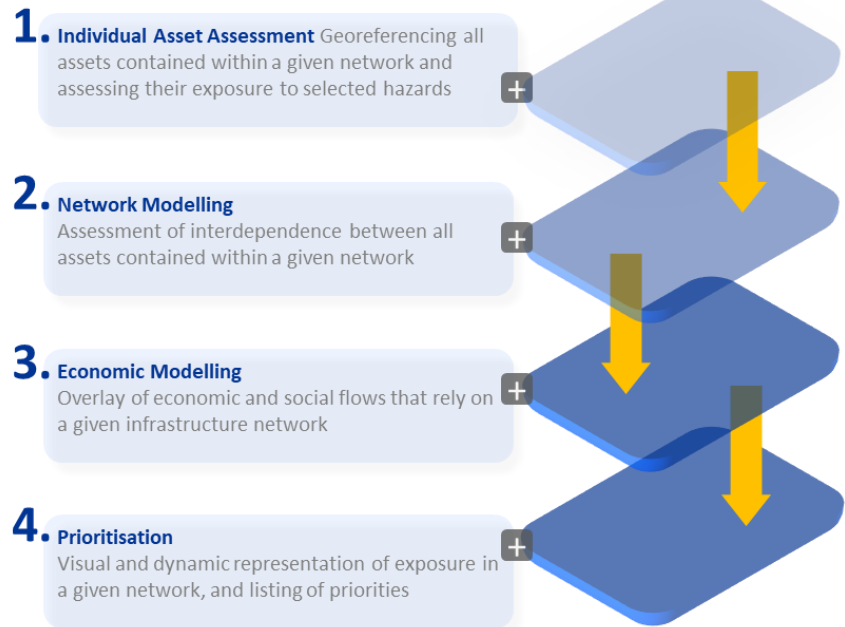 1. Individual Asset Assessment Georeferencing all
assets contained within a given network and
assessing their exposure to selected hazards
+
2. Network Modelling
Assessment of interdependence between all
assets contained within a given network
+
3. Economic Modelling
Overlay of economic and social flows that rely on
a given infrastructure network
+
4. Prioritisation
Visual and dynamic representation of exposure in
a given network, and listing of priorities
+